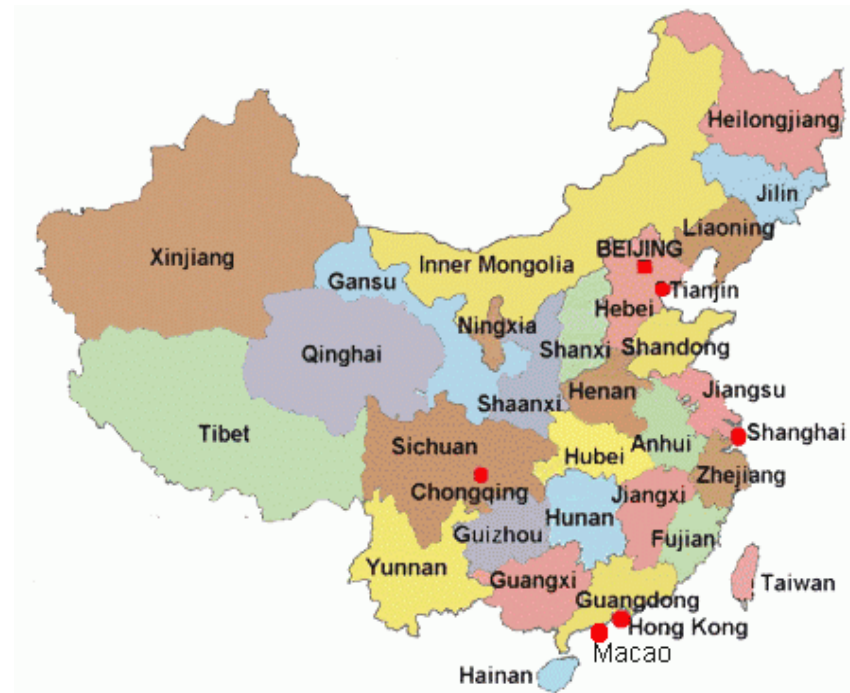 Heilongjiang
Jilin
Liaoning
BEIJING
Xinjiang
Inner Mongolia
Gansu
Tianjin
Hebei
Ningxia
Qinghai
Shanxi
Shandong
Henan
Jiangsu
Shaanxi
Tibet
Shanghai
Sichuan
Anhui
Hubei
Zhejiang
Chongqing
Jiangxi
Hunan
Guizhou
Fujian
Yunnan
Guangxi
Taiwan
Guangdong
Hong Kong
Macao
Hainan